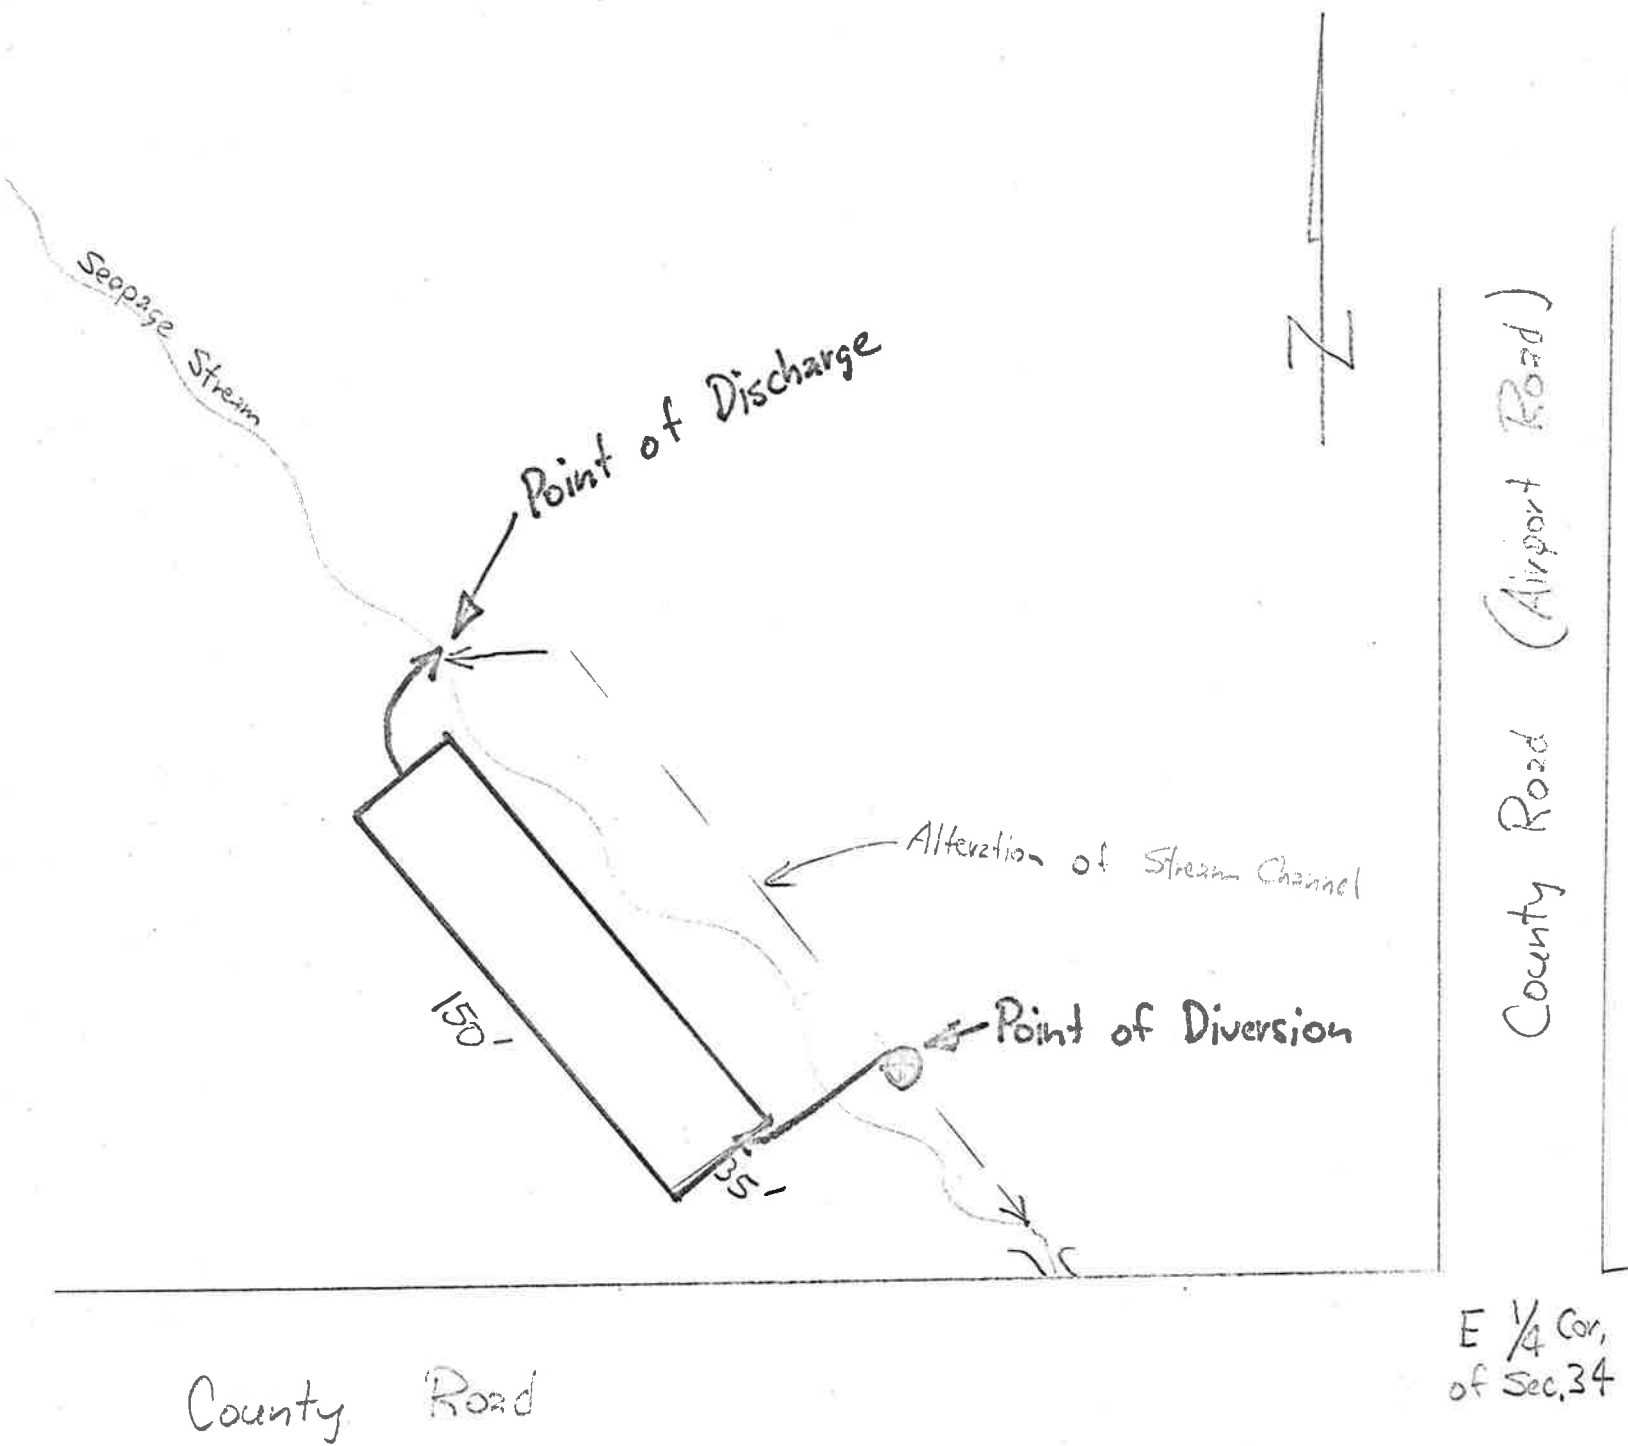 N
Seepage Stream
Point of Discharge
County Road (Airport Road)
Alteration of Stream Channel
Point of Diversion
150-
35-
E 1/4 Cor,
of Sec.34
County Road